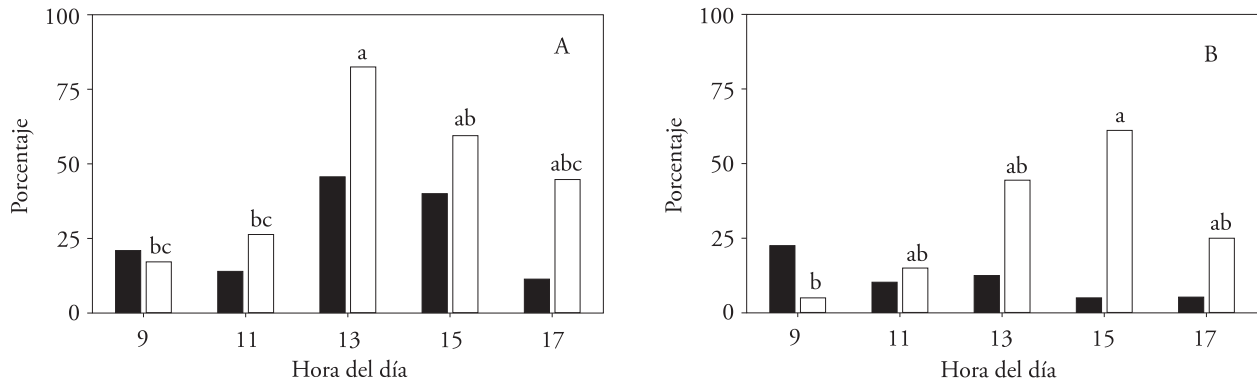 100
75
50
25
0
Porcentaje
A
bc
bc
a
ab
abc
9 11 13 15 17
Hora del día
100
75
50
25
0
Porcentaje
B
b
ab
ab
a
ab
9 11 13 15 17
Hora del día